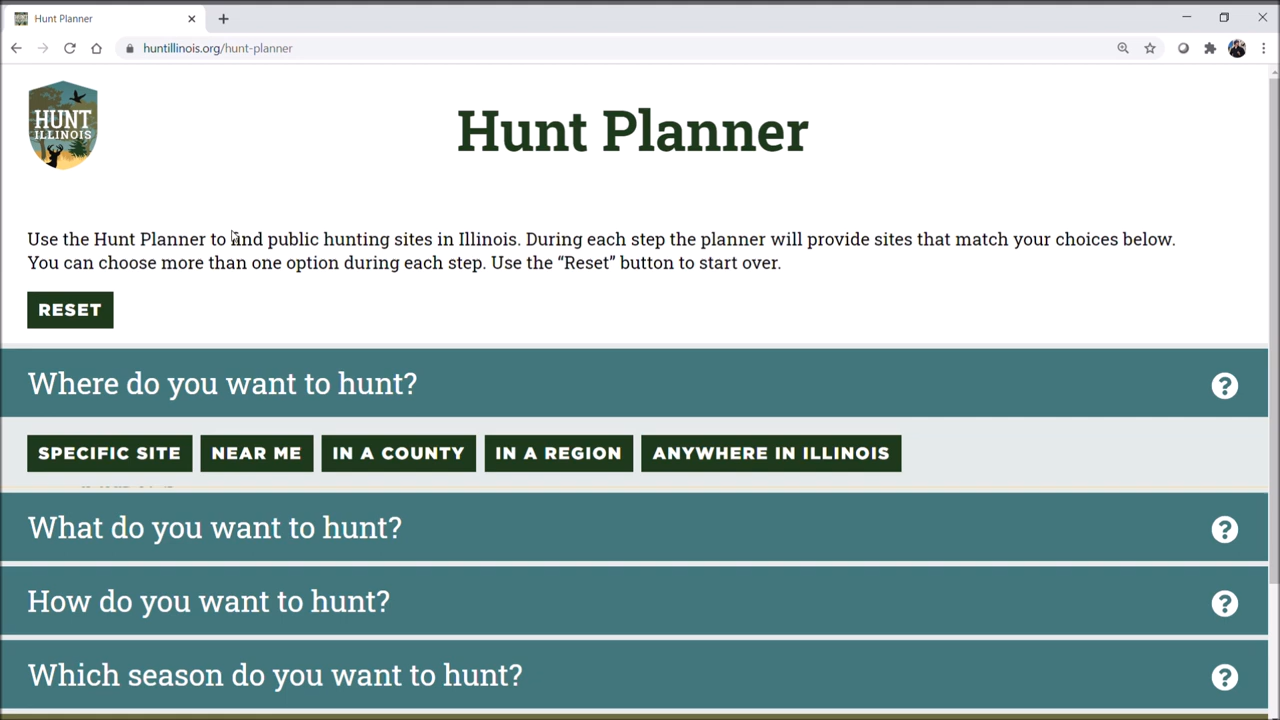 Hunt Planner
huntillinois.org/hunt-planner
HUNT
ILLINOIS
Hunt Planner
Use the Hunt Planner to find public hunting sites in Illinois. During each step the planner will provide sites that match your choices below.
You can choose more than one option during each step. Use the “Reset” button to start over.
RESET
Where do you want to hunt?
SPECIFIC SITE NEAR ME IN A COUNTY IN A REGION ANYWHERE IN ILLINOIS
What do you want to hunt?
How do you want to hunt?
Which season do you want to hunt?